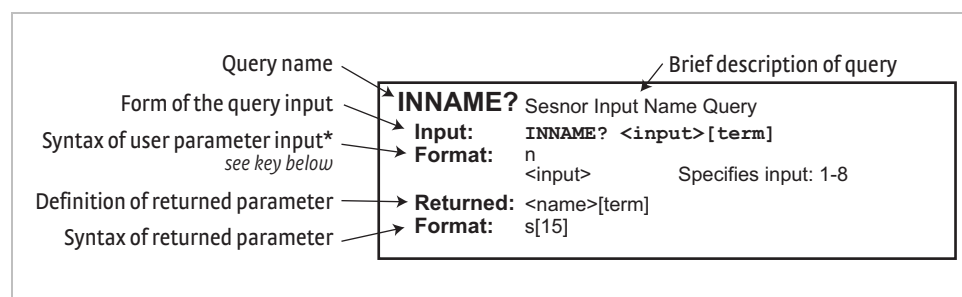 Query name
Brief description of query
INNAME? Sesnor Input Name Query
Form of the query input
Input: INNAME? <input>[term]
Syntax of user parameter input*
Format: n
see key below
<input> Specifies input: 1-8
Definition of returned parameter
Returned: <name>[term]
Syntax of returned parameter
Format: s[15]